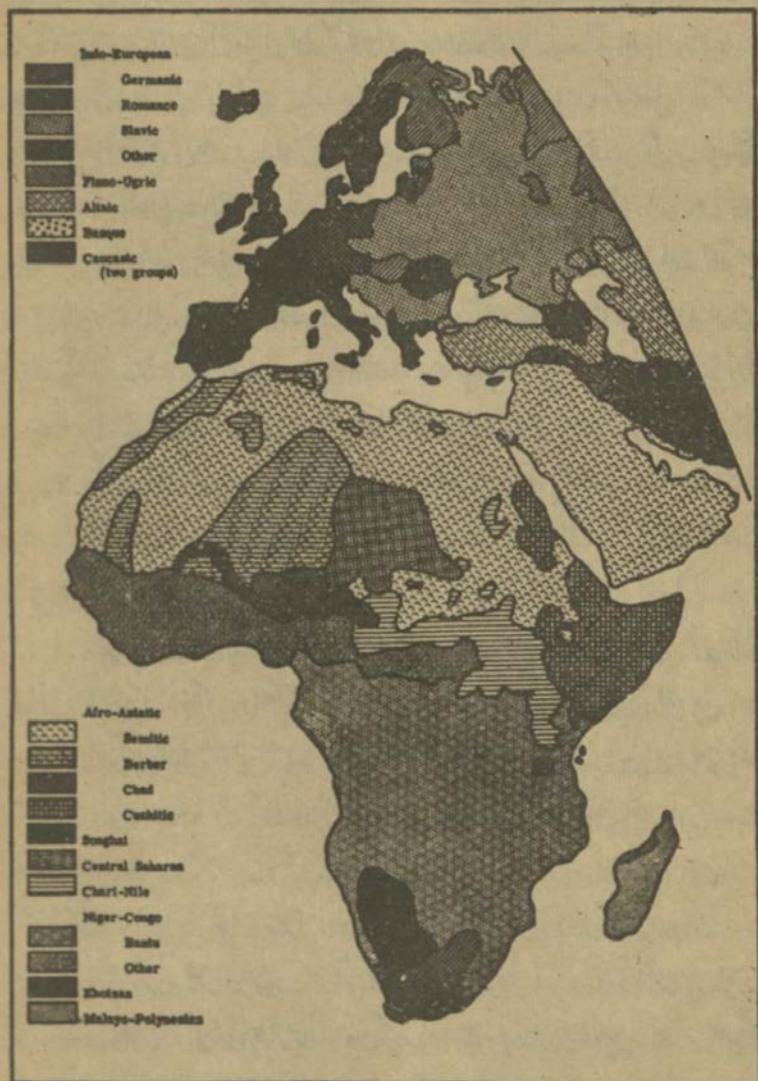 Indo-European
Germanic
Romance
Slavic
Other
Finno-Ugric
Altaic
Basque
Caucasic
(two groups)
Afro-Asiatic
Semitic
Berber
Chad
Cushitic
Songhai
Central Saharan
Chari-Nile
Niger-Congo
Bantu
Other
Khoisan
Malayo-Polynesian